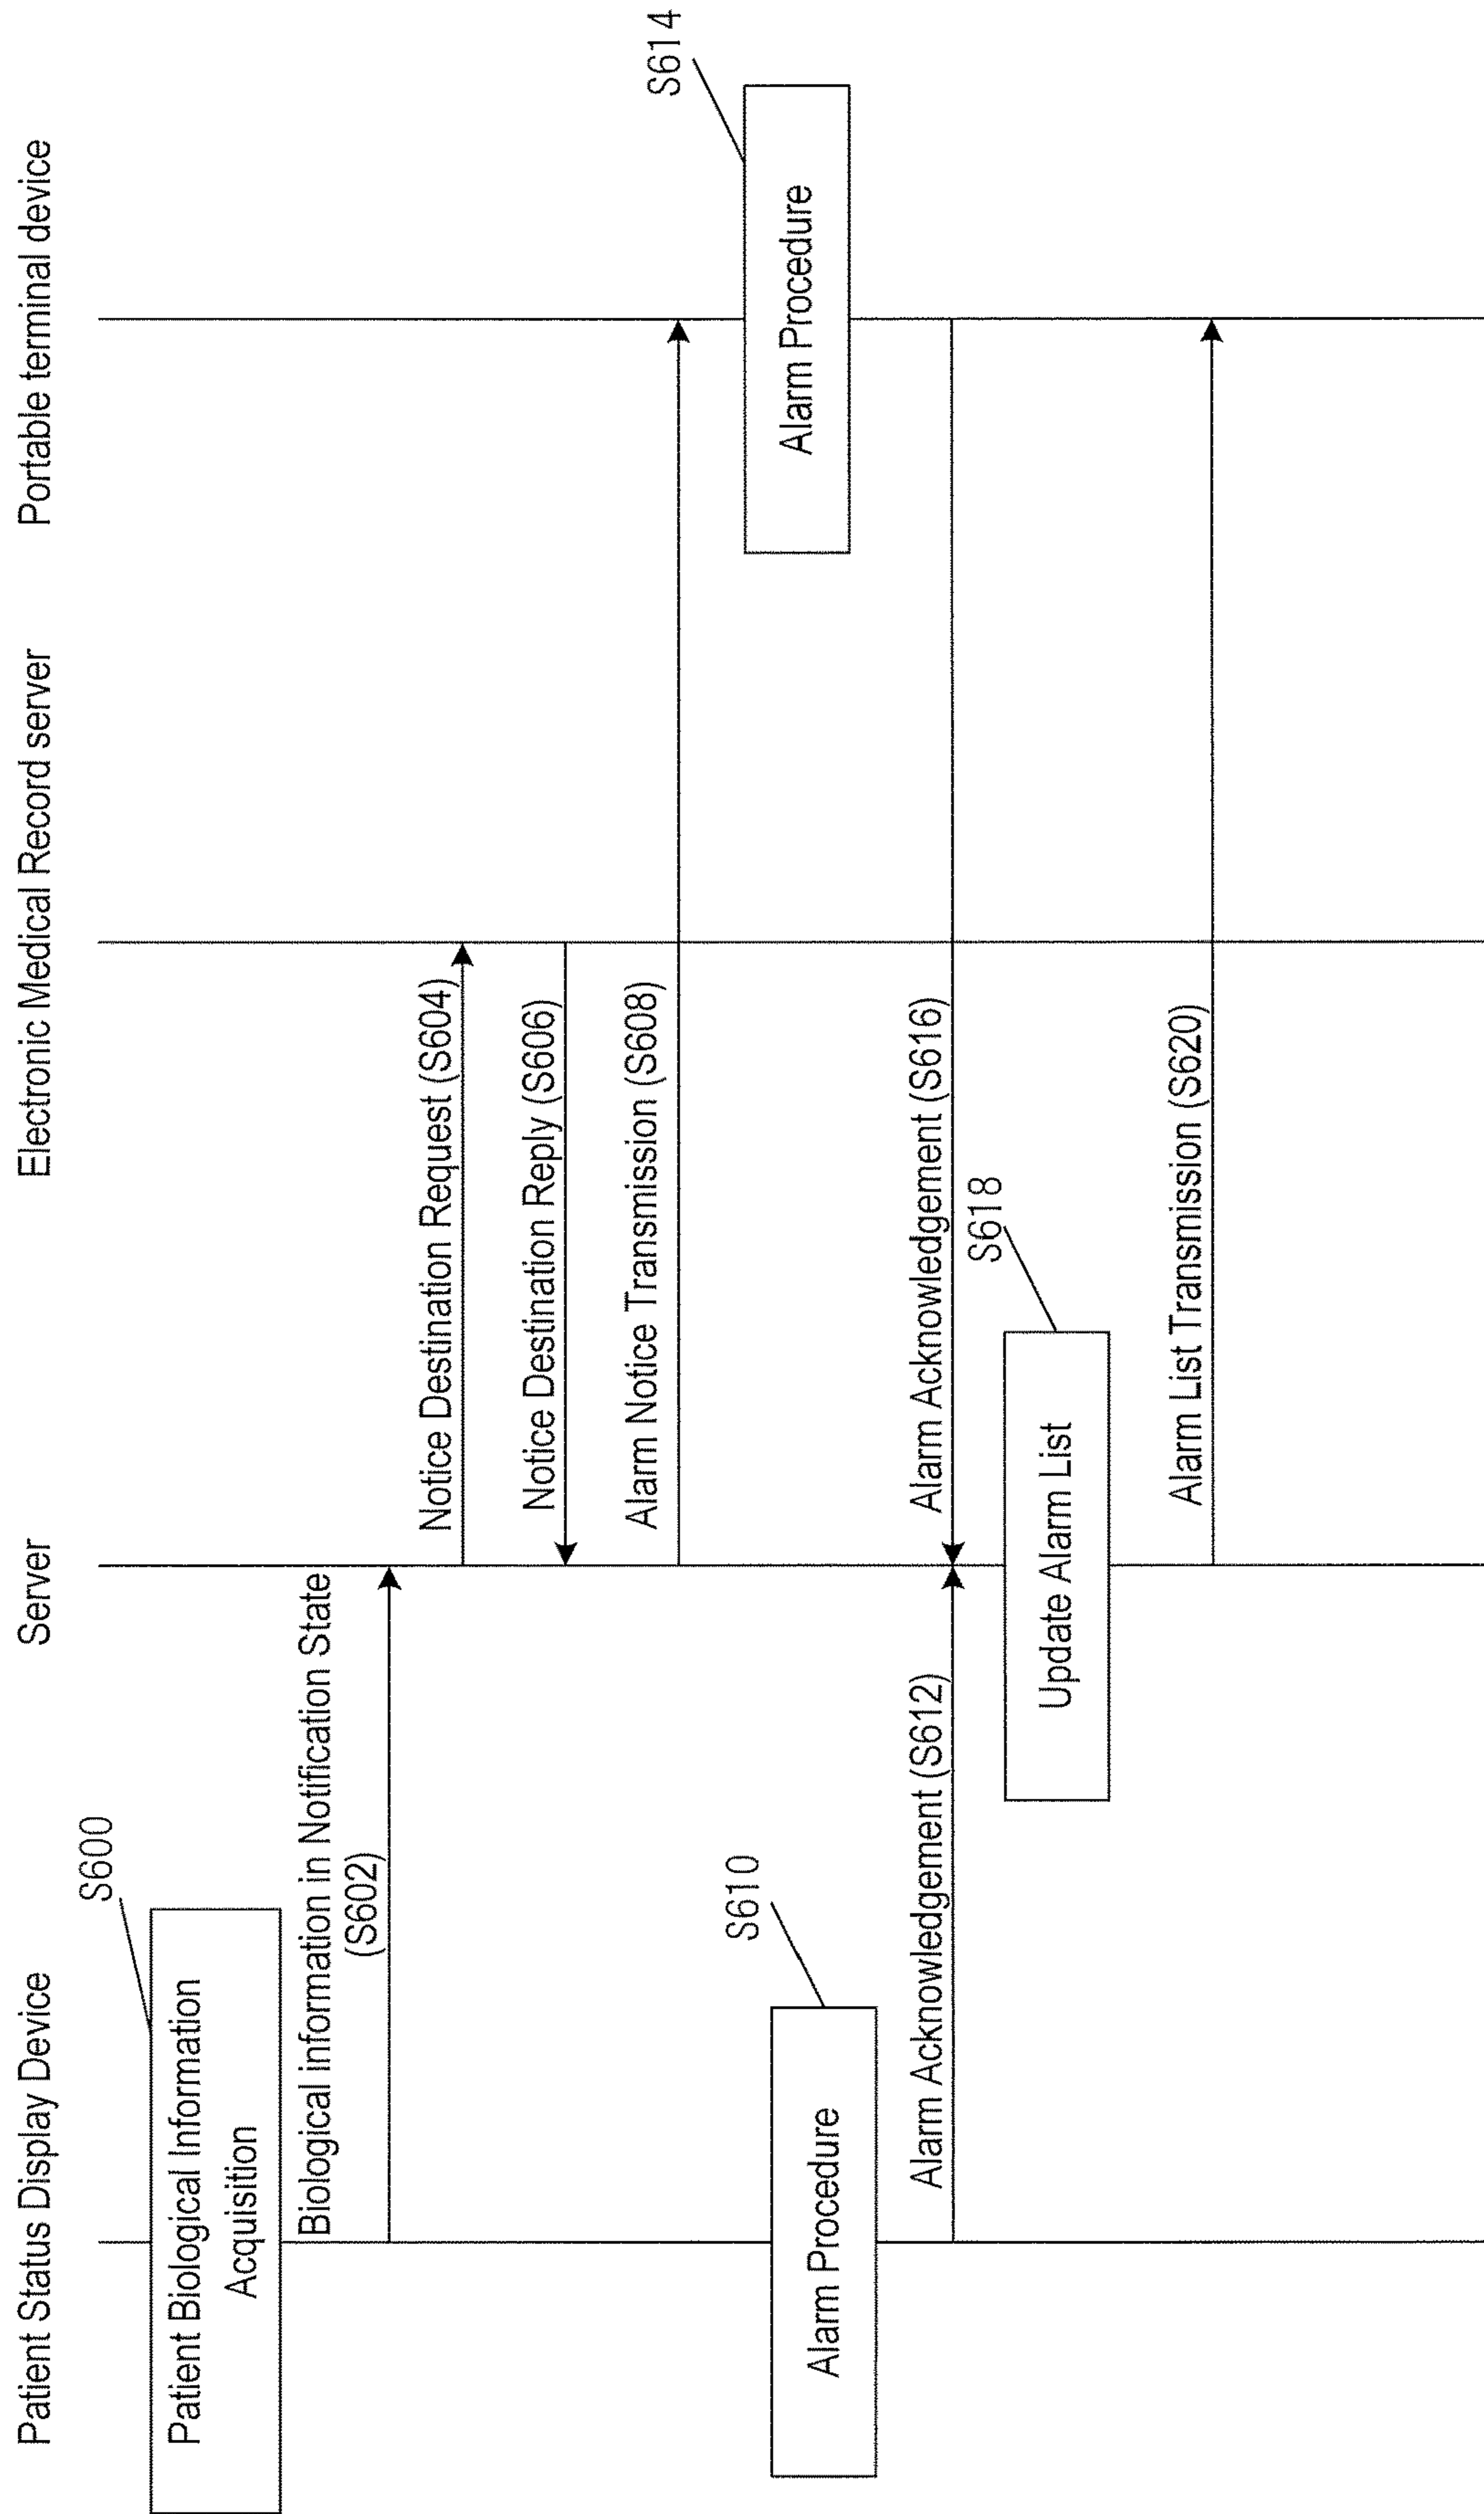 Patient Status Display Device
Server
Electronic Medical Record server
Portable terminal device
S600
Patient Biological Information
Acquisition
Biological information in Notification State
(S602)
Notice Destination Request (S604)
Notice Destination Reply (S606)
Alarm Notice Transmission (S608)
S610
Alarm Procedure
S614
Alarm Procedure
Alarm Acknowledgement (S612)
Alarm Acknowledgement (S616)
S618
Update Alarm List
Alarm List Transmission (S620)